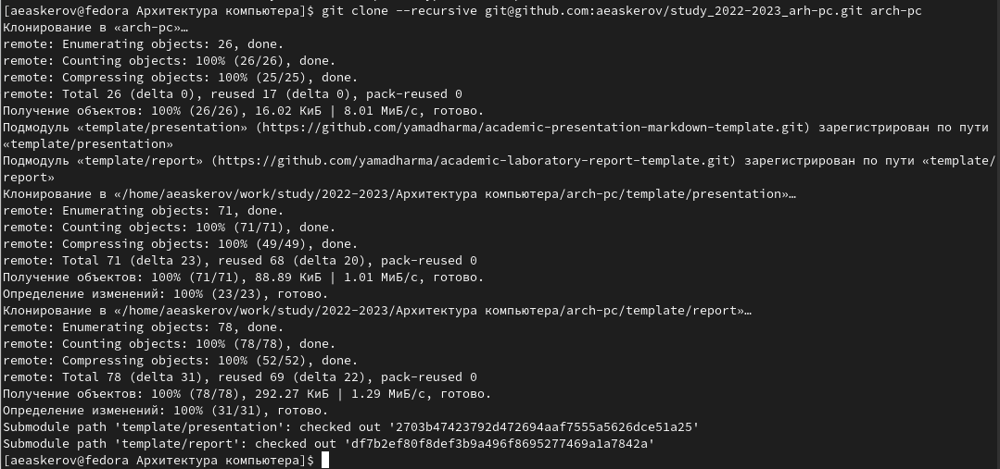 [aeaskerov@fedora Архитектура компьютера]$ git clone --recursive git@github.com:aeaskerov/study_2022-2023_arh-pc.git arch-pc
Клонирование в «arch-pc»…
remote: Enumerating objects: 26, done.
remote: Counting objects: 100% (26/26), done.
remote: Compressing objects: 100% (25/25), done.
remote: Total 26 (delta 0), reused 17 (delta 0), pack-reused 0
Получение объектов: 100% (26/26), 16.02 КиБ | 8.01 МиБ/с, готово.
Подмодуль «template/presentation» (https://github.com/yamadharma/academic-presentation-markdown-template.git) зарегистрирован по пути
«template/presentation»
Подмодуль «template/report» (https://github.com/yamadharma/academic-laboratory-report-template.git) зарегистрирован по пути «template/
report»
Клонирование в «/home/aeaskerov/work/study/2022-2023/Архитектура компьютера/arch-pc/template/presentation»…
remote: Enumerating objects: 71, done.
remote: Counting objects: 100% (71/71), done.
remote: Compressing objects: 100% (49/49), done.
remote: Total 71 (delta 23), reused 68 (delta 20), pack-reused 0
Получение объектов: 100% (71/71), 88.89 КиБ | 1.01 МиБ/с, готово.
Определение изменений: 100% (23/23), готово.
Клонирование в «/home/aeaskerov/work/study/2022-2023/Архитектура компьютера/arch-pc/template/report»…
remote: Enumerating objects: 78, done.
remote: Counting objects: 100% (78/78), done.
remote: Compressing objects: 100% (52/52), done.
remote: Total 78 (delta 31), reused 69 (delta 22), pack-reused 0
Получение объектов: 100% (78/78), 292.27 КиБ | 1.29 МиБ/с, готово.
Определение изменений: 100% (31/31), готово.
Submodule path 'template/presentation': checked out '2703b47423792d472694aaf7555a5626dce51a25'
Submodule path 'template/report': checked out 'df7b2ef80f8def3b9a496f8695277469a1a7842a'
[aeaskerov@fedora Архитектура компьютера]$